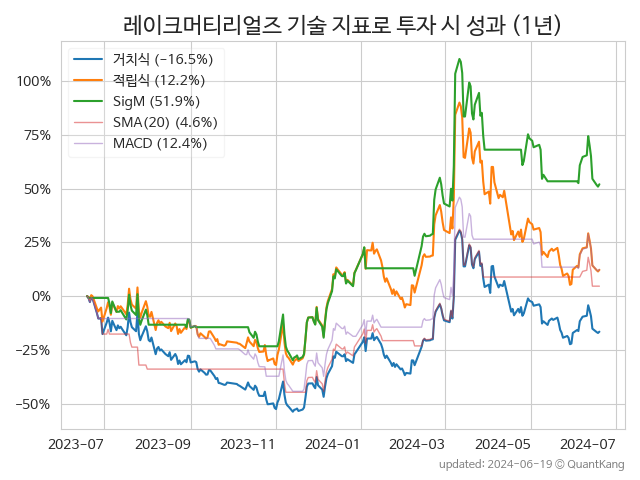 레이크머티리얼즈 기술 지표로 투자 시 성과 (1년)
거치식 (−16.5%)
적립식 (12.2%)
SigM (51.9%)
SMA(20) (4.6%)
MACD (12.4%)
100%
75%
50%
25%
0%
−25%
−50%
2023-07 2023-09 2023-11 2024-01 2024-03 2024-05 2024-07
updated: 2024-06-19 © QuantKang